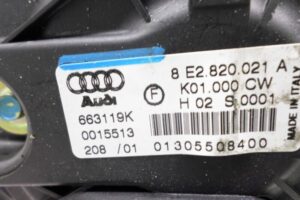 8 E2.820.021 A
Audi
F
K01.000 CW
H 02 S 0001
663119K
0015513
208 /01
01305508400
MADE IN ITALY